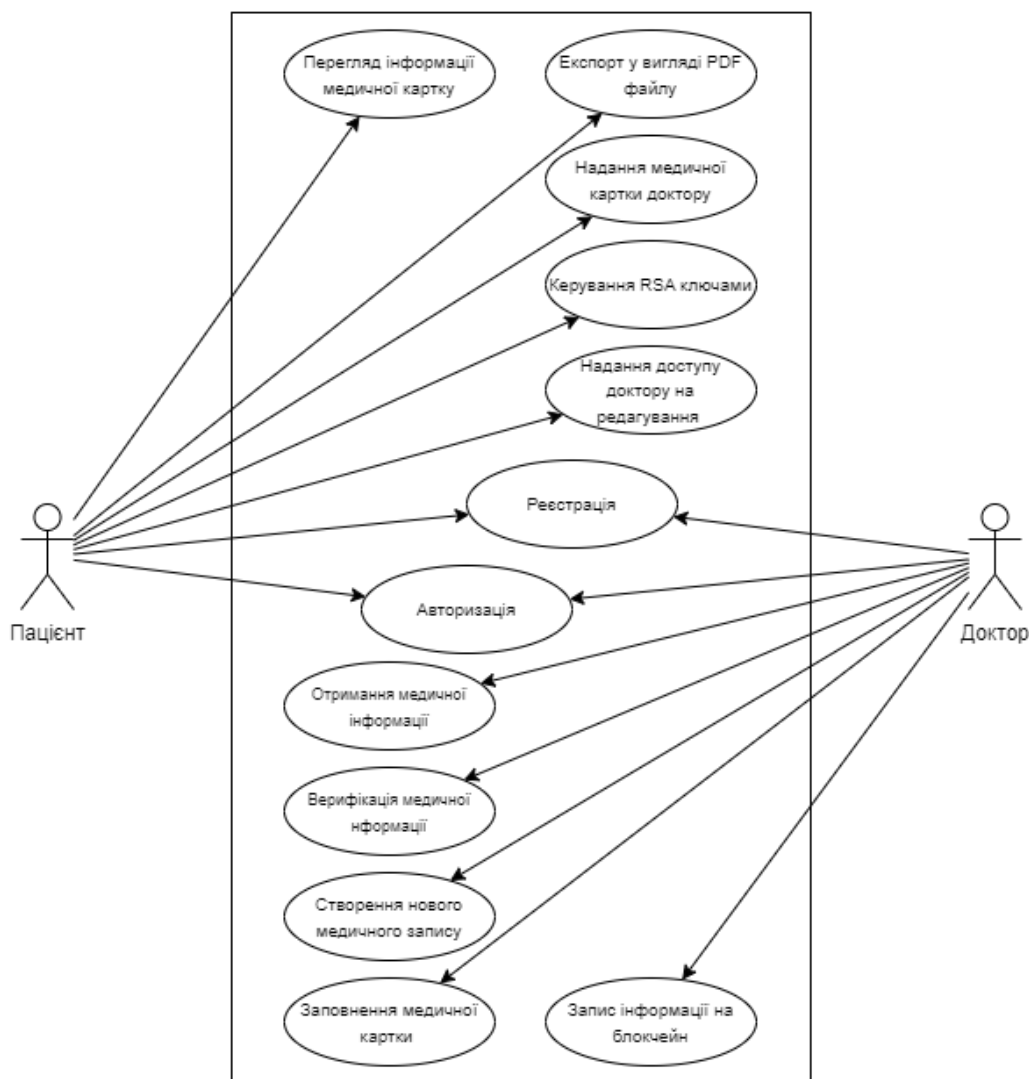 Перегляд інформації
медичної картку
Експорт у вигляді PDF
файлу
Надання медичної
картки доктору
Керування RSA ключами
Надання доступу
доктору на
редагування
Реєстрація
Пацієнт
Доктор
Авторизація
Отримання медичної
інформації
Верифікація медичної
нформації
Створення нового
медичного запису
Заповнення медичної
картки
Запис інформації на
блокчейн